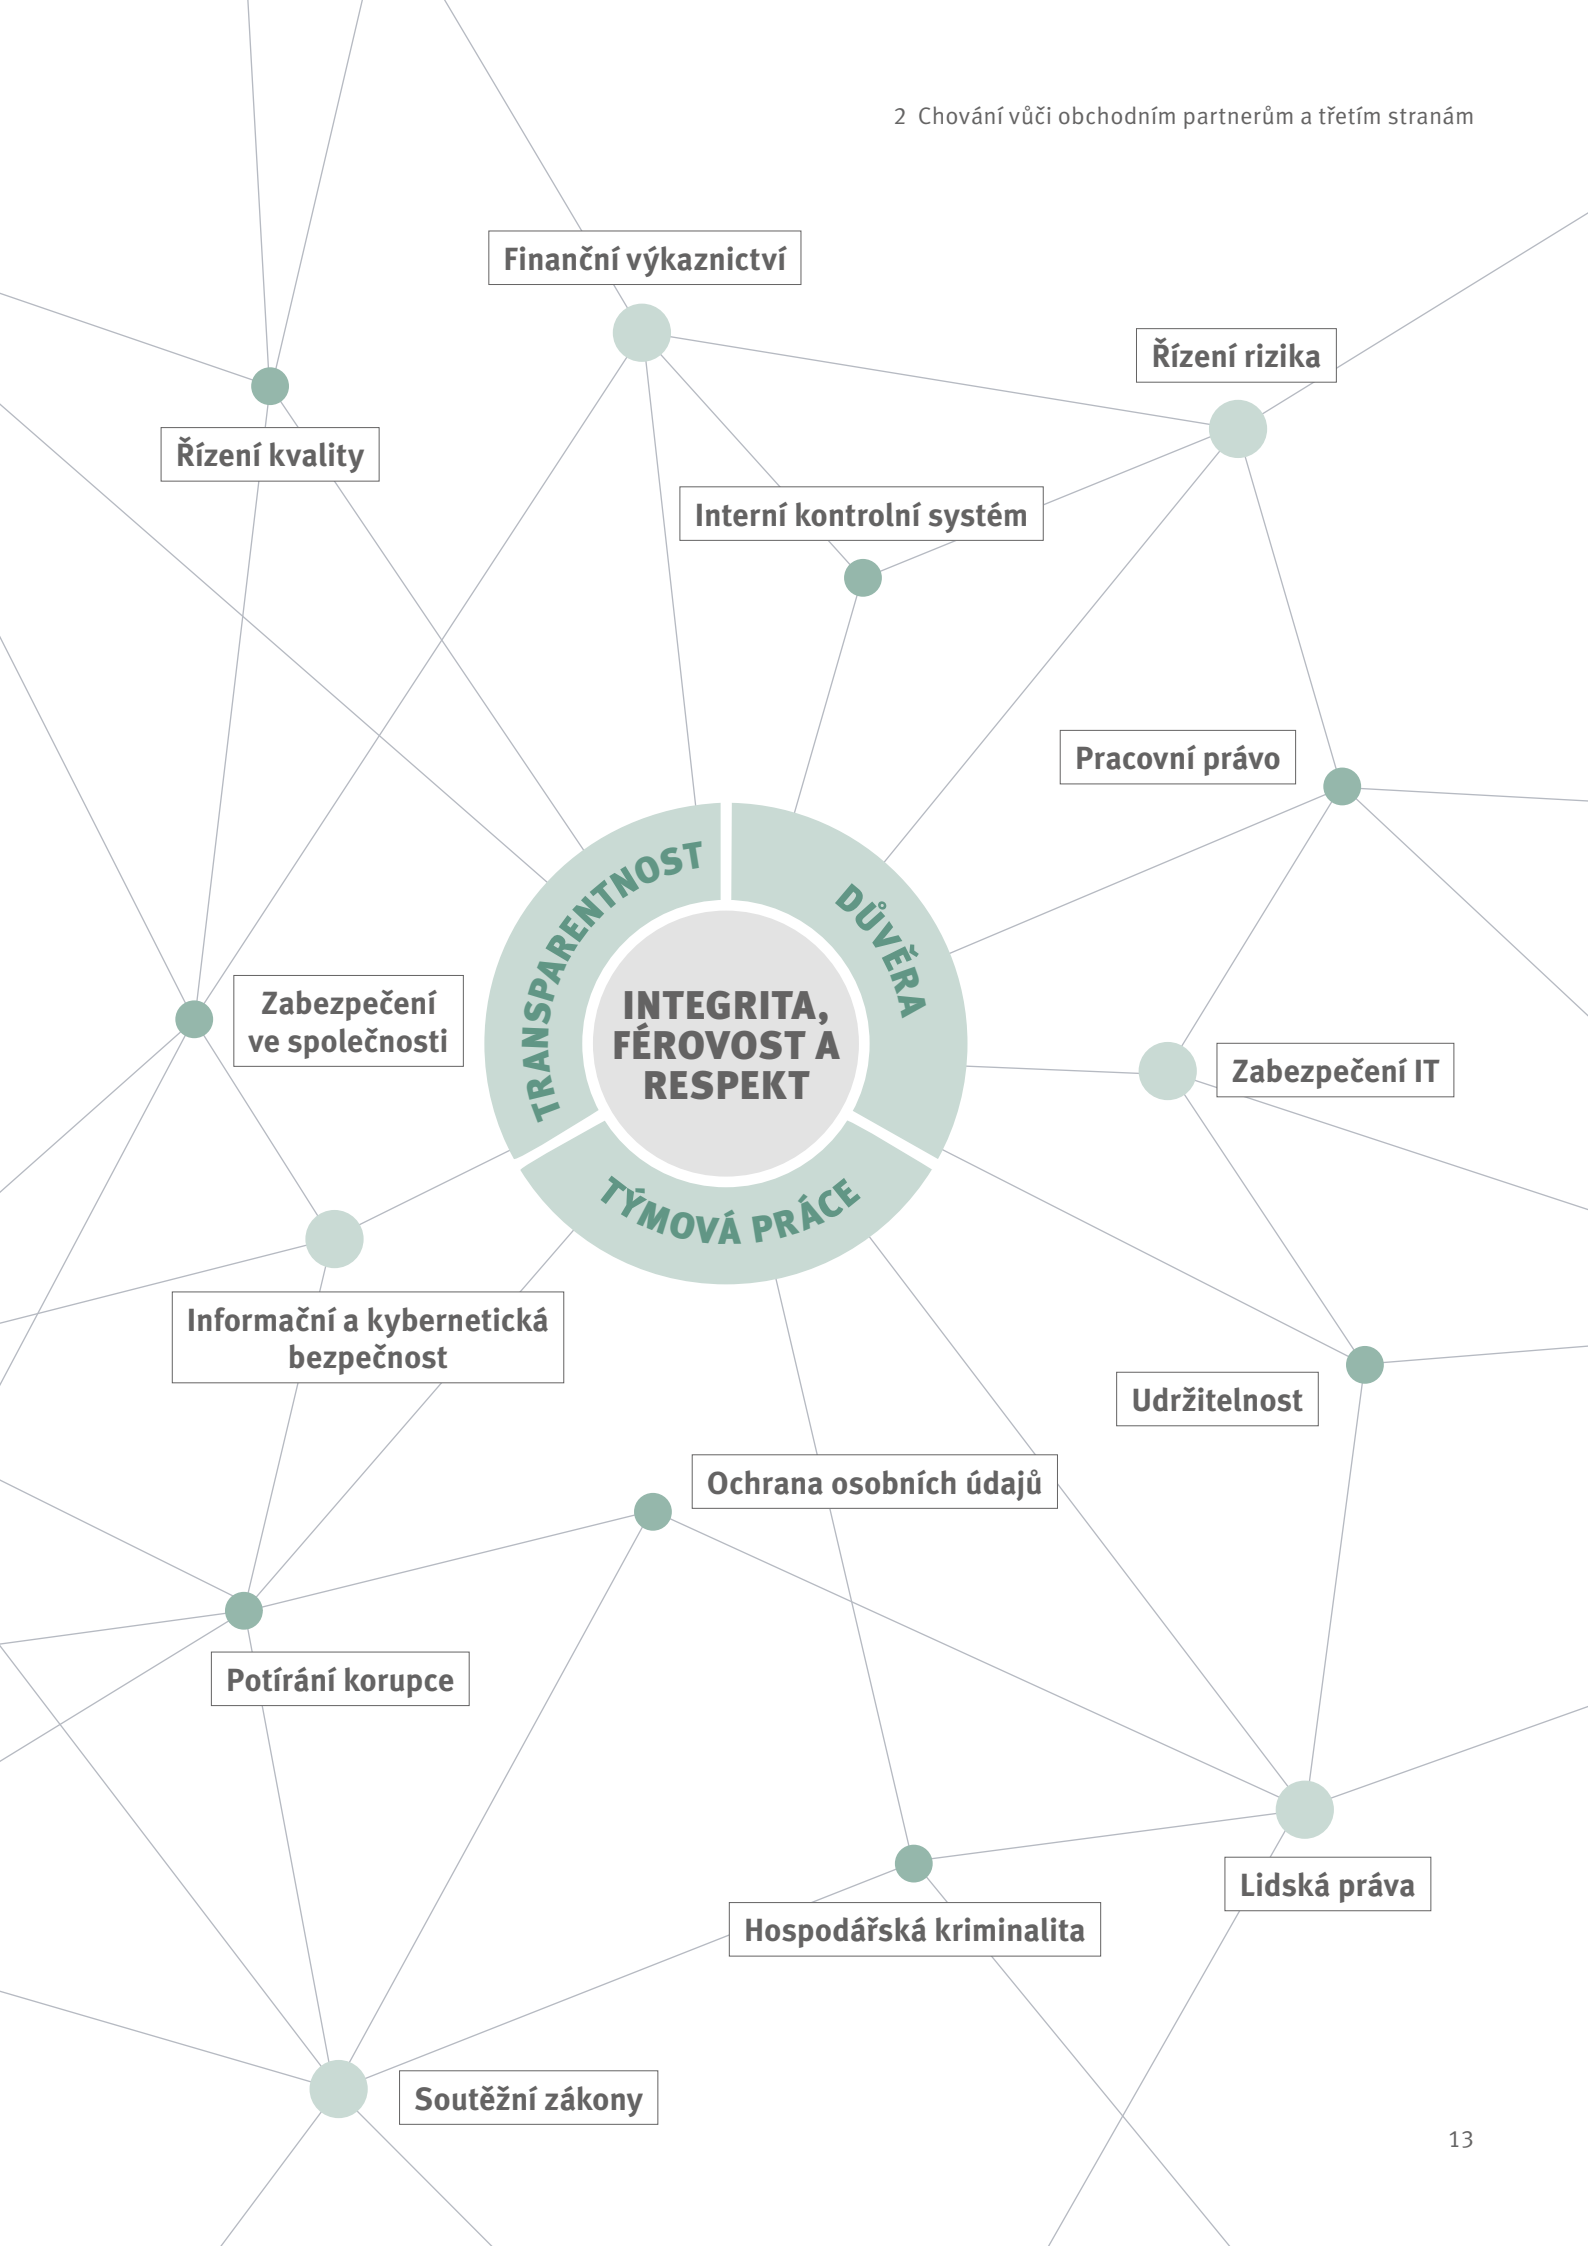 2 Chování vůči obchodním partnerům a třetím stranám
Finanční výkaznictví
Řízení rizika
Řízení kvality
Interní kontrolní systém
Pracovní právo
TRANSPARENTNOST
DŮVĚRA
Zabezpečení
ve společnosti
INTEGRITA,
FÉROVOST A
RESPEKT
Zabezpečení IT
TÝMOVÁ PRÁCE
Informační a kybernetická
bezpečnost
Udržitelnost
Ochrana osobních údajů
Potírání korupce
Lidská práva
Hospodářská kriminalita
Soutěžní zákony
13